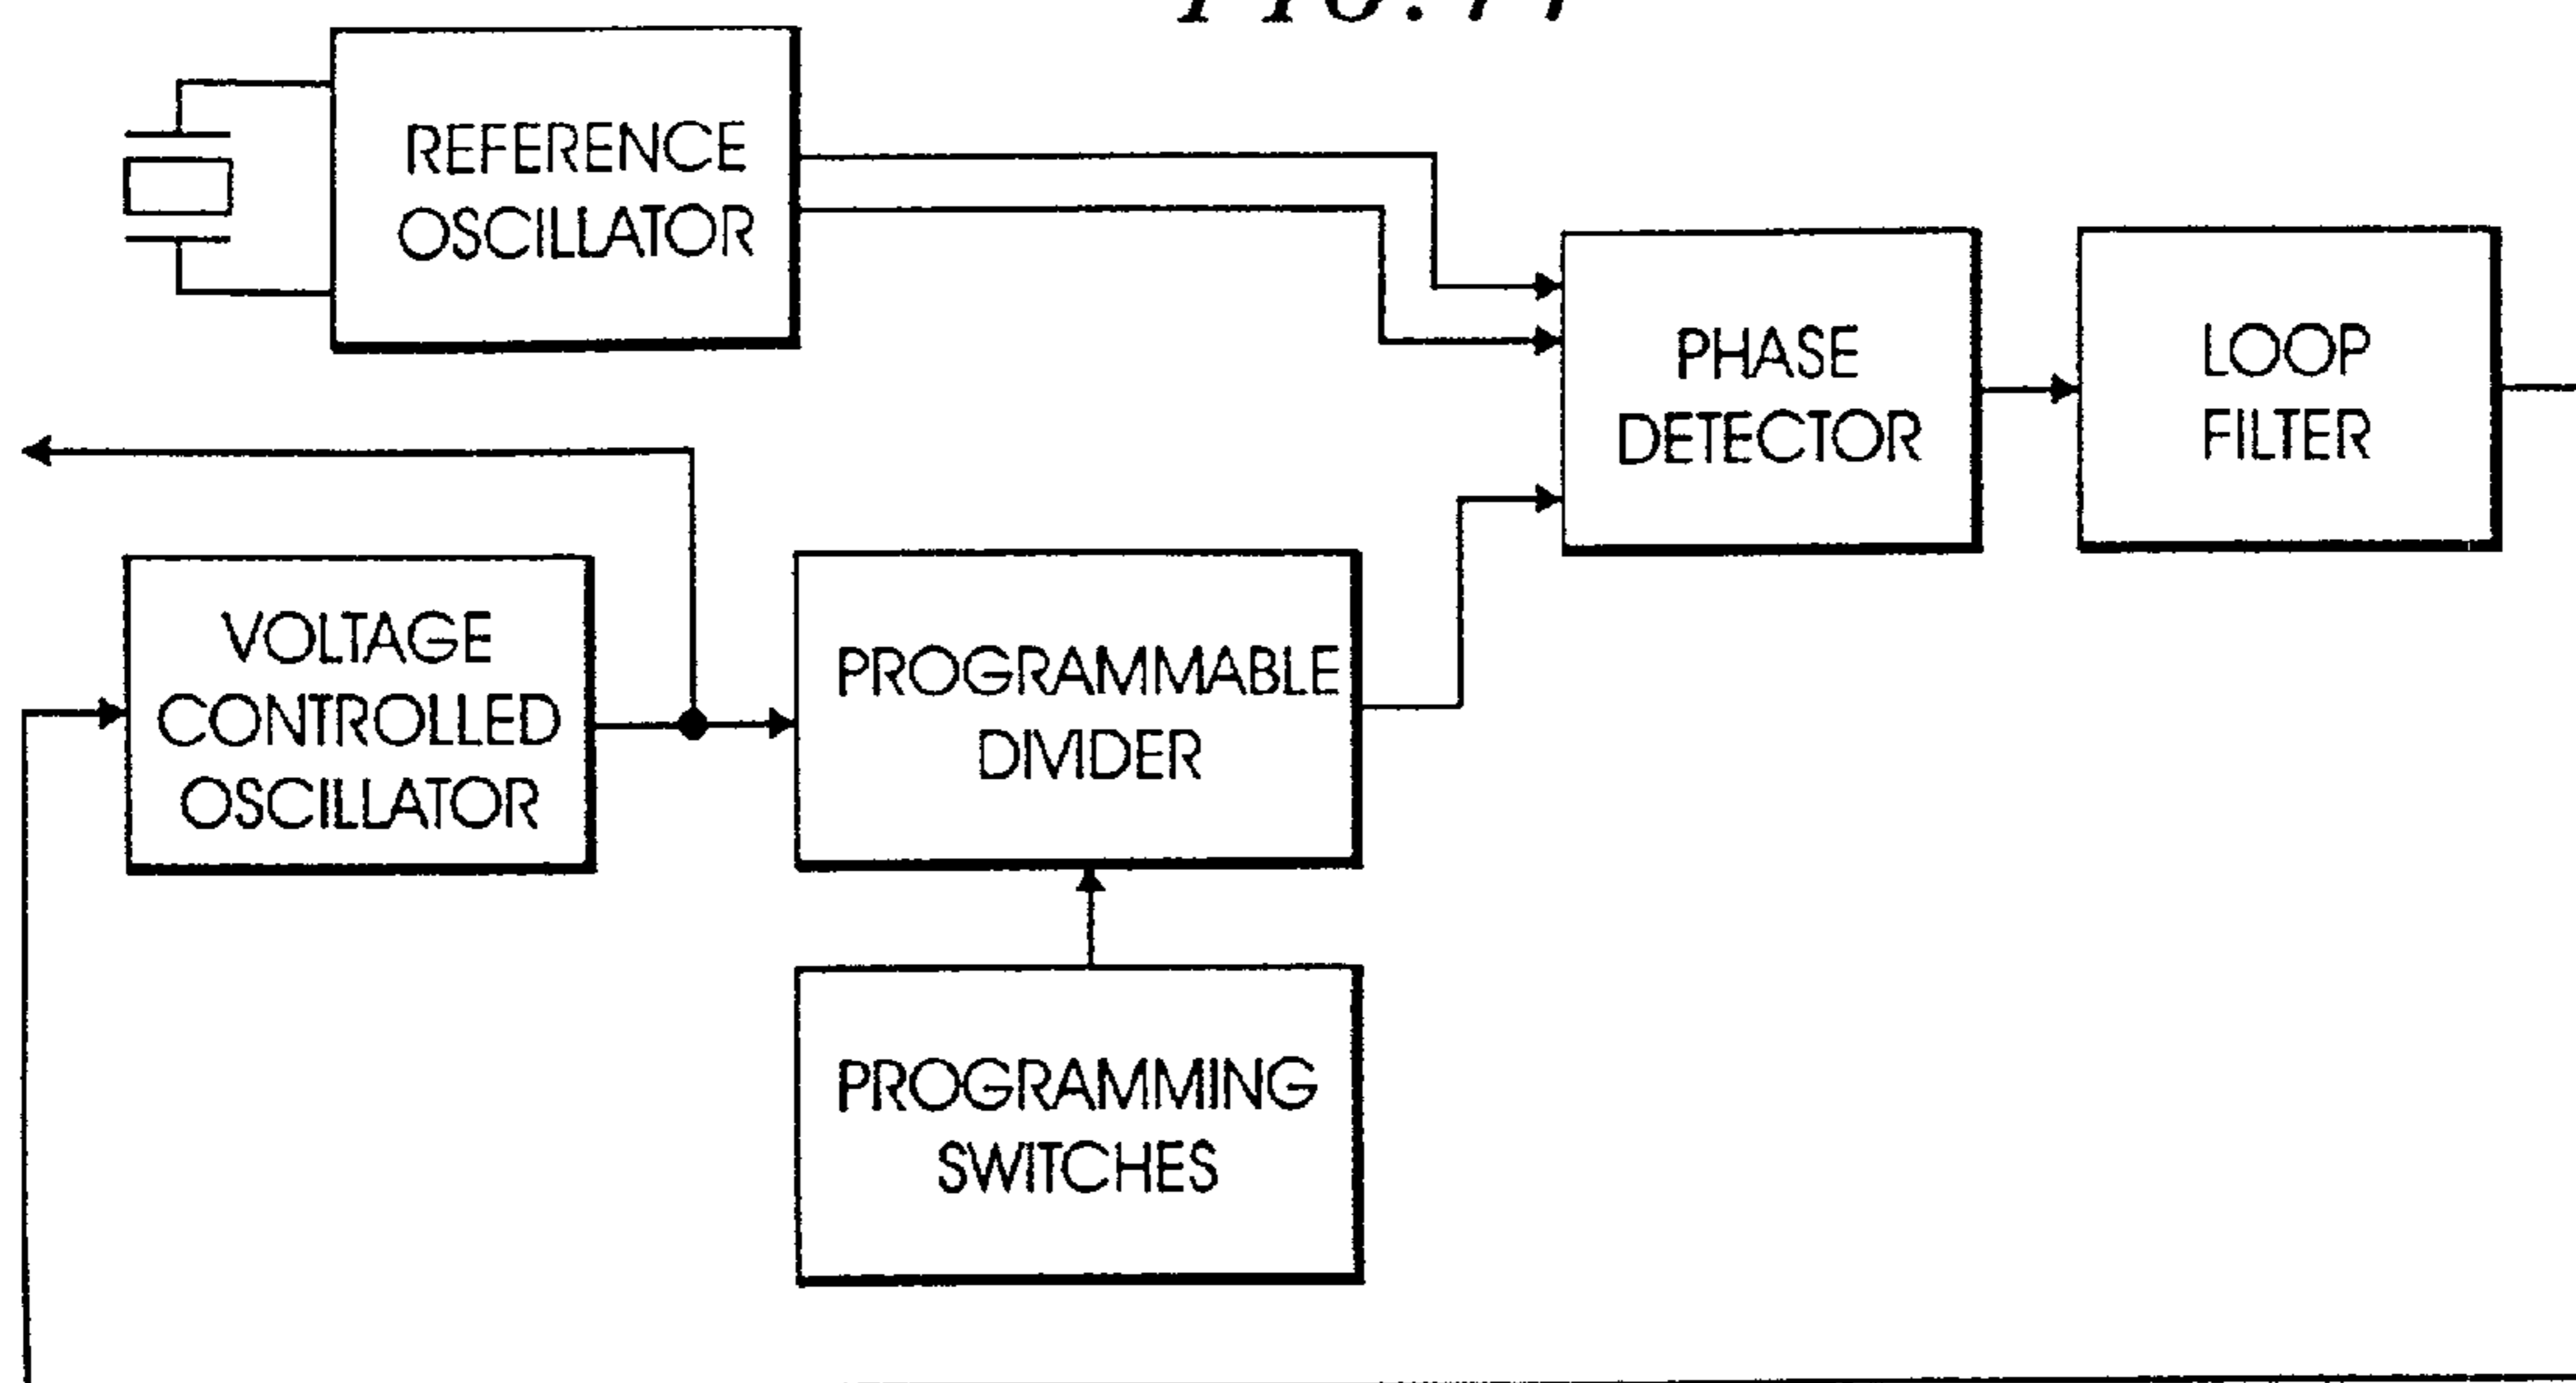 REFERENCE
OSCILLATOR
PHASE
DETECTOR
LOOP
FILTER
VOLTAGE
CONTROLLED
OSCILLATOR
PROGRAMMABLE
DIVIDER
PROGRAMMING
SWITCHES